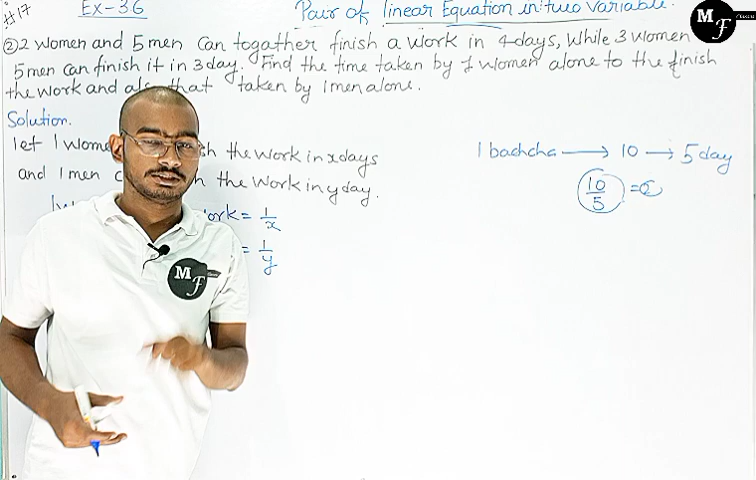 #17
Ex-36
Pair of linear Equation in two variable.
MF
② 2 women and 5 men can togather finish a work in 4 days, while 3 women
5 men can finish it in 3 day. Find the time taken by 1 women alone to the finish
the work and also that taken by 1 men alone.
Solution.
let 1 wome the work in x days
and 1 men c the work in y day.
ork = 1/x
= 1/y
1 bachcha → 10 → 5 day
10/5 = 2
MF